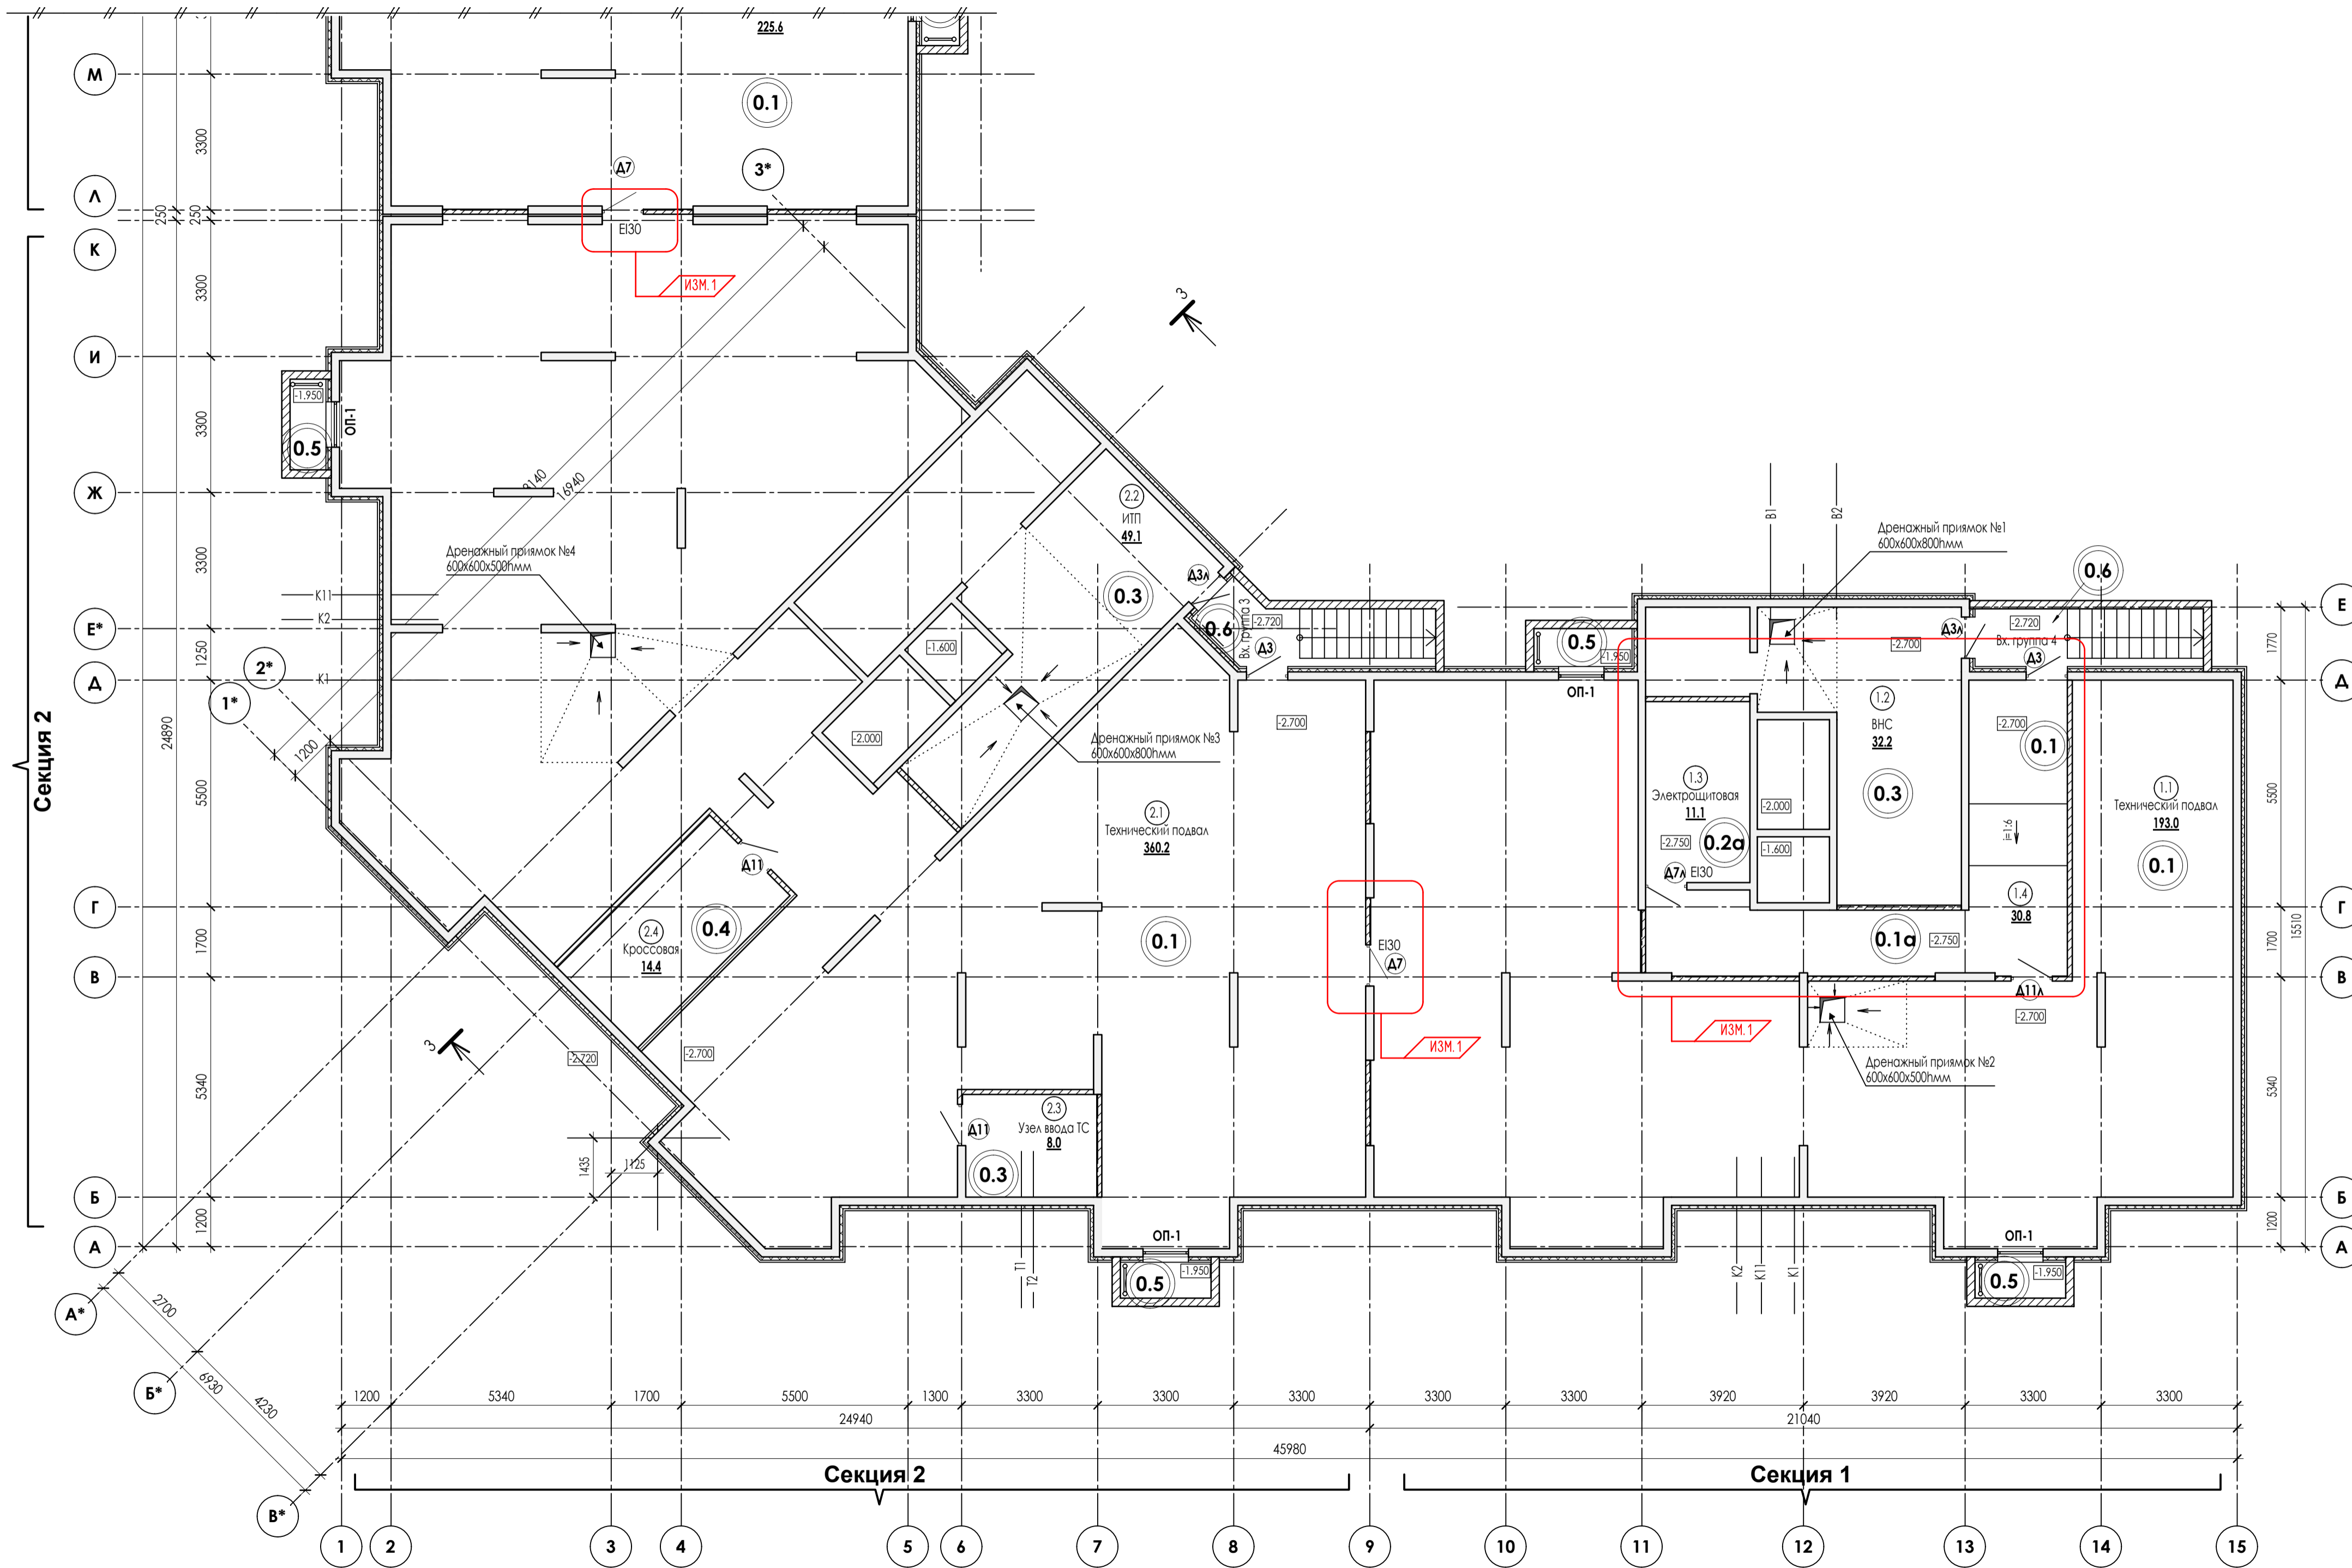 225.6
М
0.1
3300
Д7
3*
Л
250
250
К
EI30
ИЗМ.1
3300
3
И
-1.950
ОП-1
0.5
3300
16940
Ж
2.2
ИТП
49.1
В1
В2
Дренажный приямок №1
600х600х800hмм
Дренажный приямок №4
600х600х500hмм
3300
Д3л
0.3
0.6
К11
К2
Е*
-1.600
0.6
Вх. группа 3
-2.720
Д3
0.5
-1.950
-2.700
Д3л
-2.720
Вх. группа 4
Д3
Е
1250
1770
К1
Д
2*
1*
ОП-1
Д
24890
1200
-2.000
Дренажный приямок №3
600х600х800hмм
-2.700
1.2
ВНС
32.2
-2.700
0.1
Секция 2
5500
2.1
Технический подвал
360.2
1.3
Электрощитовая
11.1
-2.000
0.3
1.1
Технический подвал
193.0
5500
-2.750
0.2а
-1.600
i=1:6
0.1
Д11
Д7л
EI30
1.4
30.8
Г
2.4
Кроссовая
14.4
0.4
0.1
EI30
Д7
0.1а
-2.750
Г
1700
1700
15510
В
В
Д11л
-2.700
3
-2.720
-2.700
ИЗМ.1
ИЗМ.1
Дренажный приямок №2
600х600х500hмм
5340
5340
2.3
Узел ввода ТС
8.0
Д11
0.3
1435
1125
Б
Б
1200
1200
А
А
ОП-1
ОП-1
Т1
Т2
0.5
-1.950
К2
К11
К1
0.5
-1.950
А*
2700
Б*
6930
4230
В*
1200
5340
1700
5500
1300
3300
3300
3300
3300
3300
3920
3920
3300
3300
24940
21040
45980
Секция 2
Секция 1
1
2
3
4
5
6
7
8
9
10
11
12
13
14
15